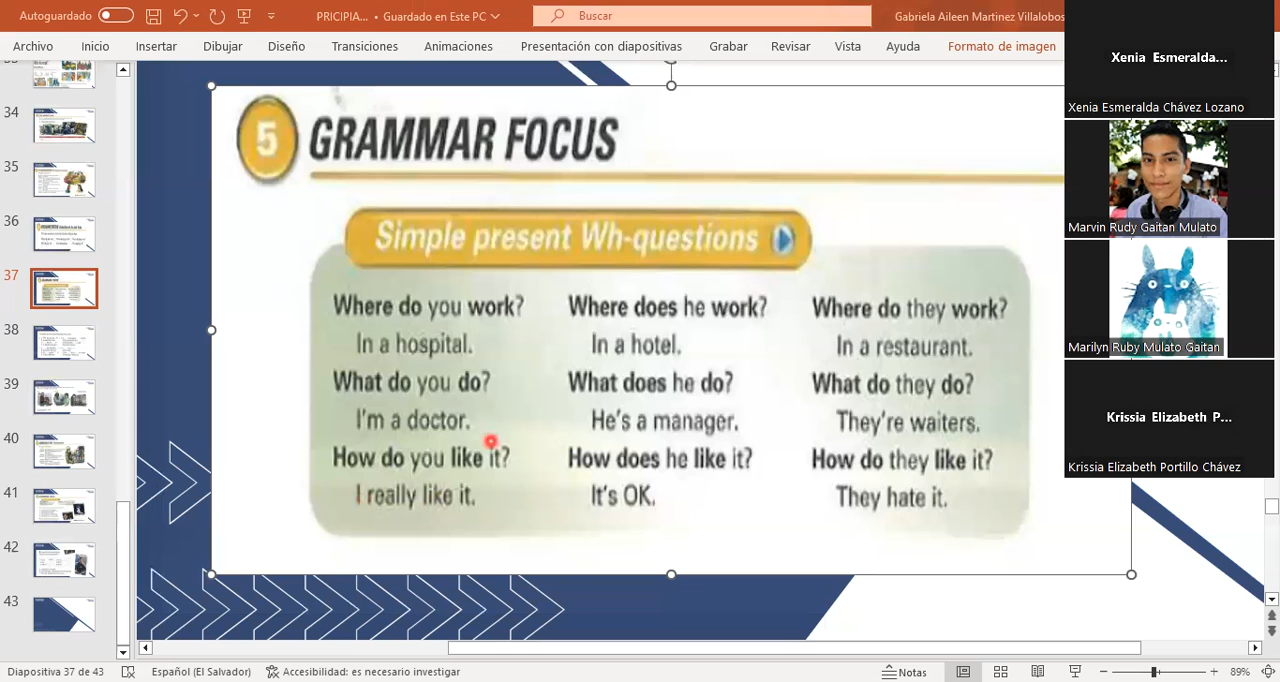 Autoguardado
PRICIPIA... • Guardado en Este PC
Buscar
Gabriela Aileen Martinez Villalobos
Archivo Inicio Insertar Dibujar Diseño Transiciones Animaciones Presentación con diapositivas Grabar Revisar Vista Ayuda Formato de imagen
34
35
36
37
38
39
40
41
42
43
5 GRAMMAR FOCUS
Simple present Wh-questions
Where do you work? Where does he work? Where do they work?
In a hospital. In a hotel. In a restaurant.
What do you do? What does he do? What do they do?
I'm a doctor. He's a manager. They're waiters.
How do you like it? How does he like it? How do they like it?
I really like it. It's OK. They hate it.
Xenia Esmeralda...
Xenia Esmeralda Chávez Lozano
Marvin Rudy Gaitan Mulato
Marilyn Ruby Mulato Gaitan
Krissia Elizabeth P...
Krissia Elizabeth Portillo Chávez
Diapositiva 37 de 43 Español (El Salvador) Accesibilidad: es necesario investigar Notas 89%